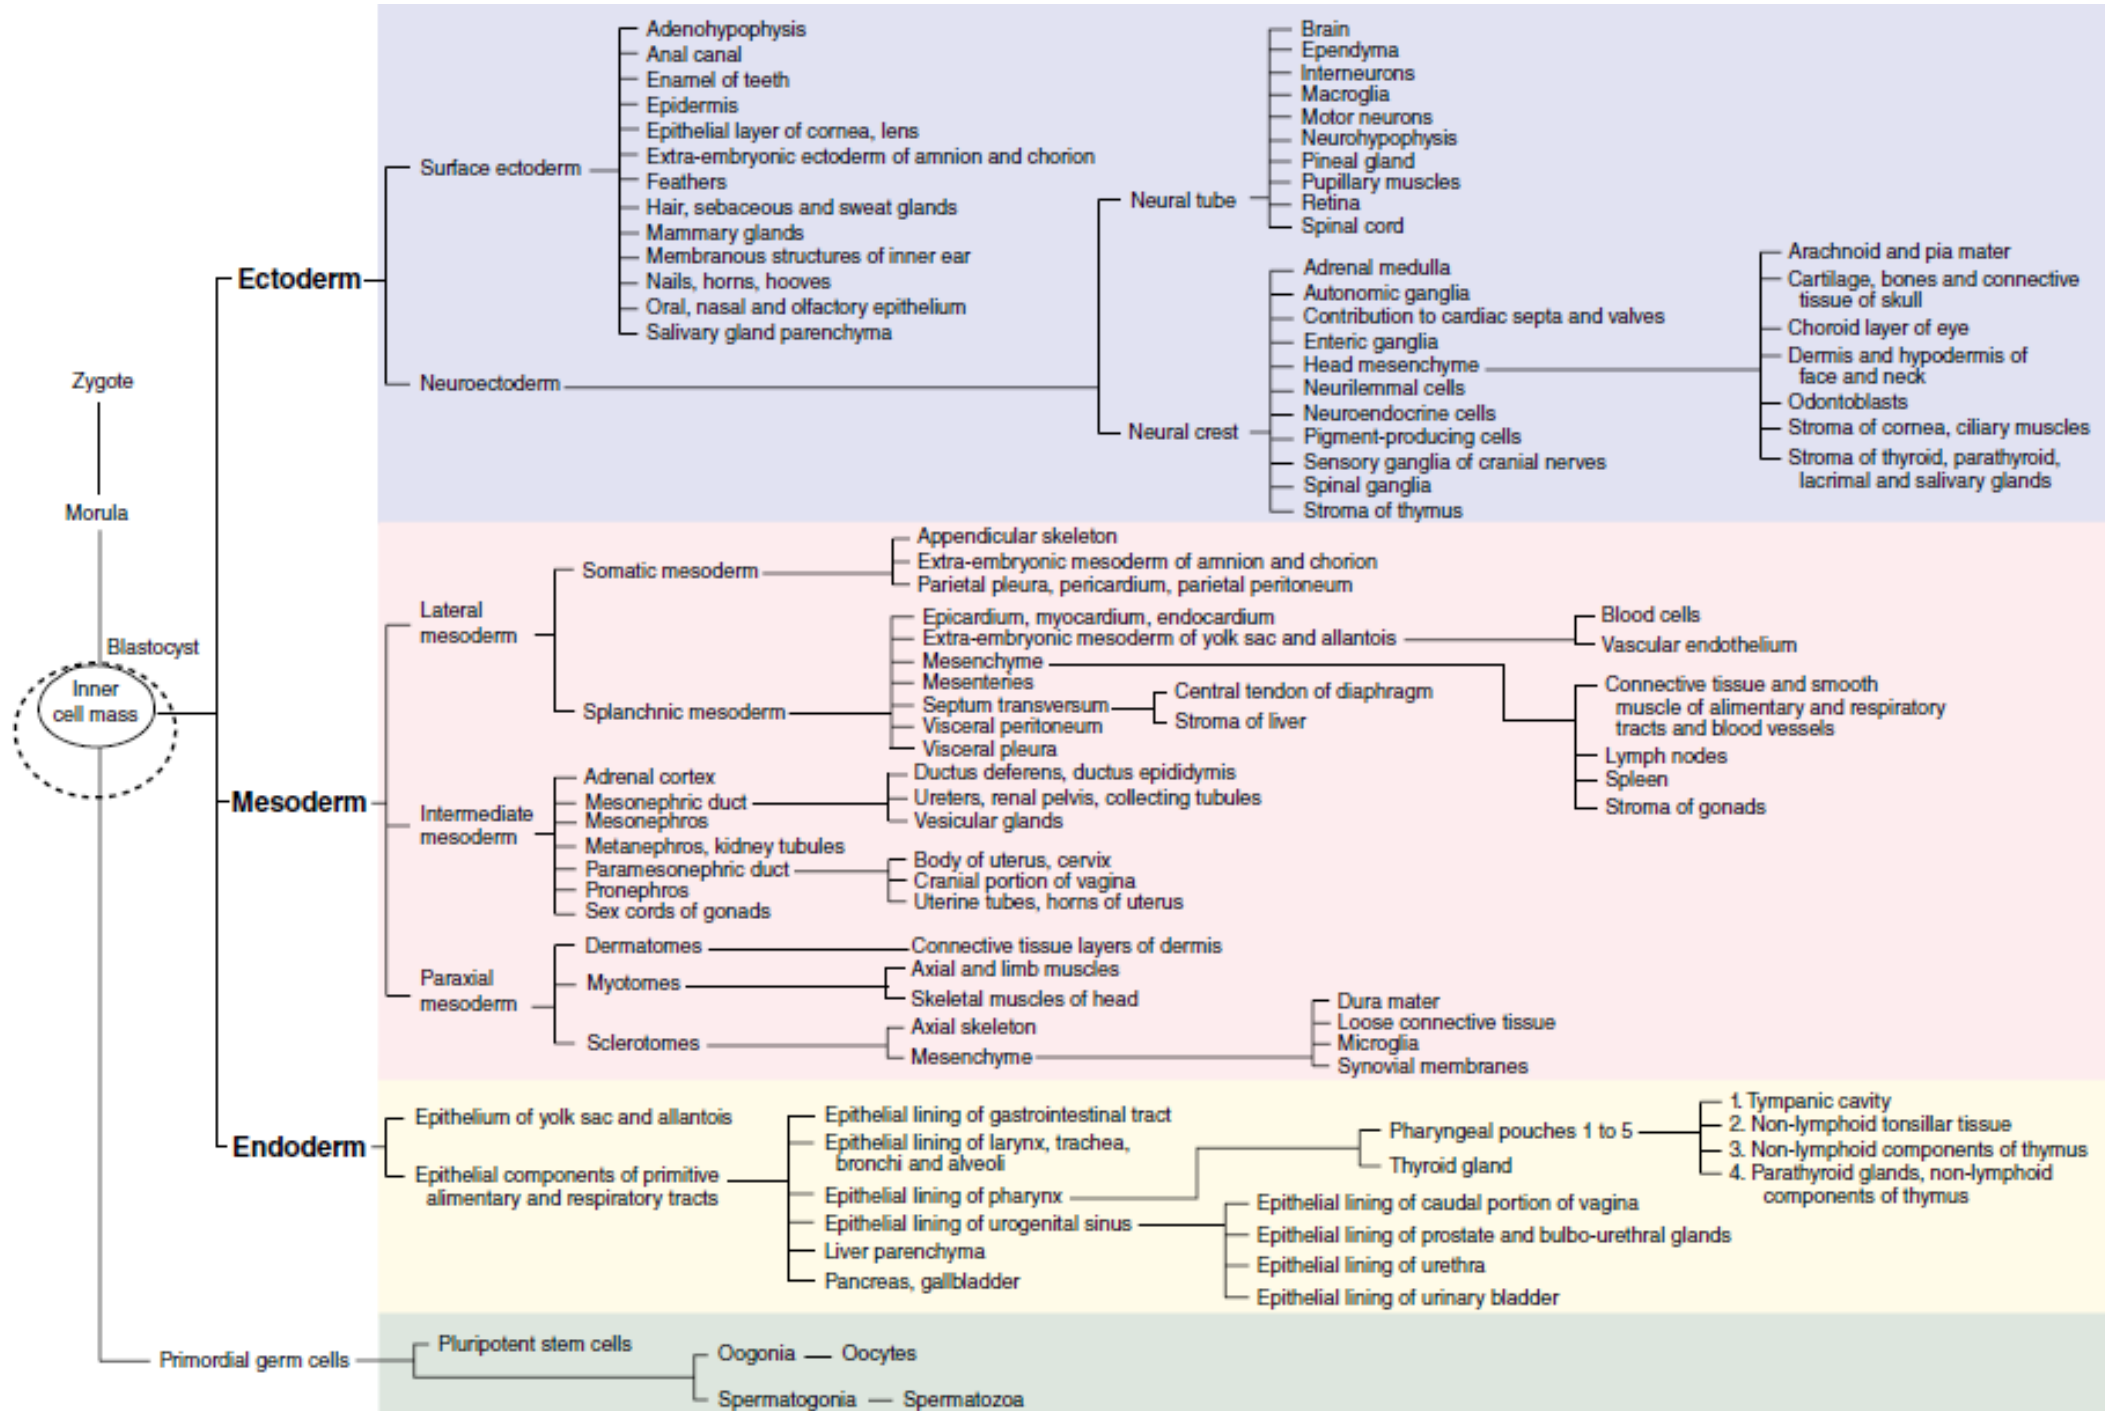 Zygote
Morula
Blastocyst
Inner
cell mass
Ectoderm
Surface ectoderm
Adenohypophysis
Anal canal
Enamel of teeth
Epidermis
Epithelial layer of cornea, lens
Extra-embryonic ectoderm of amnion and chorion
Feathers
Hair, sebaceous and sweat glands
Mammary glands
Membranous structures of inner ear
Nails, horns, hooves
Oral, nasal and olfactory epithelium
Salivary gland parenchyma
Neuroectoderm
Neural tube
Brain
Ependyma
Interneurons
Macroglia
Motor neurons
Neurohypophysis
Pineal gland
Pupillary muscles
Retina
Spinal cord
Neural crest
Adrenal medulla
Autonomic ganglia
Contribution to cardiac septa and valves
Enteric ganglia
Head mesenchyme
Neurilemmal cells
Neuroendocrine cells
Pigment-producing cells
Sensory ganglia of cranial nerves
Spinal ganglia
Stroma of thymus
Arachnoid and pia mater
Cartilage, bones and connective
tissue of skull
Choroid layer of eye
Dermis and hypodermis of
face and neck
Odontoblasts
Stroma of cornea, ciliary muscles
Stroma of thyroid, parathyroid,
lacrimal and salivary glands
Mesoderm
Lateral
mesoderm
Somatic mesoderm
Appendicular skeleton
Extra-embryonic mesoderm of amnion and chorion
Parietal pleura, pericardium, parietal peritoneum
Splanchnic mesoderm
Epicardium, myocardium, endocardium
Extra-embryonic mesoderm of yolk sac and allantois
Mesenchyme
Mesenteries
Septum transversum
Visceral peritoneum
Visceral pleura
Blood cells
Vascular endothelium
Central tendon of diaphragm
Stroma of liver
Connective tissue and smooth
muscle of alimentary and respiratory
tracts and blood vessels
Lymph nodes
Spleen
Stroma of gonads
Intermediate
mesoderm
Adrenal cortex
Mesonephric duct
Mesonephros
Metanephros, kidney tubules
Paramesonephric duct
Pronephros
Sex cords of gonads
Ductus deferens, ductus epididymis
Ureters, renal pelvis, collecting tubules
Vesicular glands
Body of uterus, cervix
Cranial portion of vagina
Uterine tubes, horns of uterus
Paraxial
mesoderm
Dermatomes
Connective tissue layers of dermis
Myotomes
Axial and limb muscles
Skeletal muscles of head
Sclerotomes
Axial skeleton
Mesenchyme
Dura mater
Loose connective tissue
Microglia
Synovial membranes
Endoderm
Epithelium of yolk sac and allantois
Epithelial components of primitive
alimentary and respiratory tracts
Epithelial lining of gastrointestinal tract
Epithelial lining of larynx, trachea,
bronchi and alveoli
Epithelial lining of pharynx
Epithelial lining of urogenital sinus
Liver parenchyma
Pancreas, gallbladder
Pharyngeal pouches 1 to 5
Thyroid gland
1. Tympanic cavity
2. Non-lymphoid tonsillar tissue
3. Non-lymphoid components of thymus
4. Parathyroid glands, non-lymphoid
components of thymus
Epithelial lining of caudal portion of vagina
Epithelial lining of prostate and bulbo-urethral glands
Epithelial lining of urethra
Epithelial lining of urinary bladder
Primordial germ cells
Pluripotent stem cells
Oogonia
Oocytes
Spermatogonia
Spermatozoa